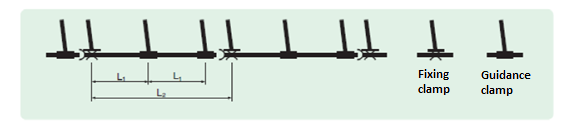 L₁ L₁
L₂
Fixing Guidance
clamp clamp